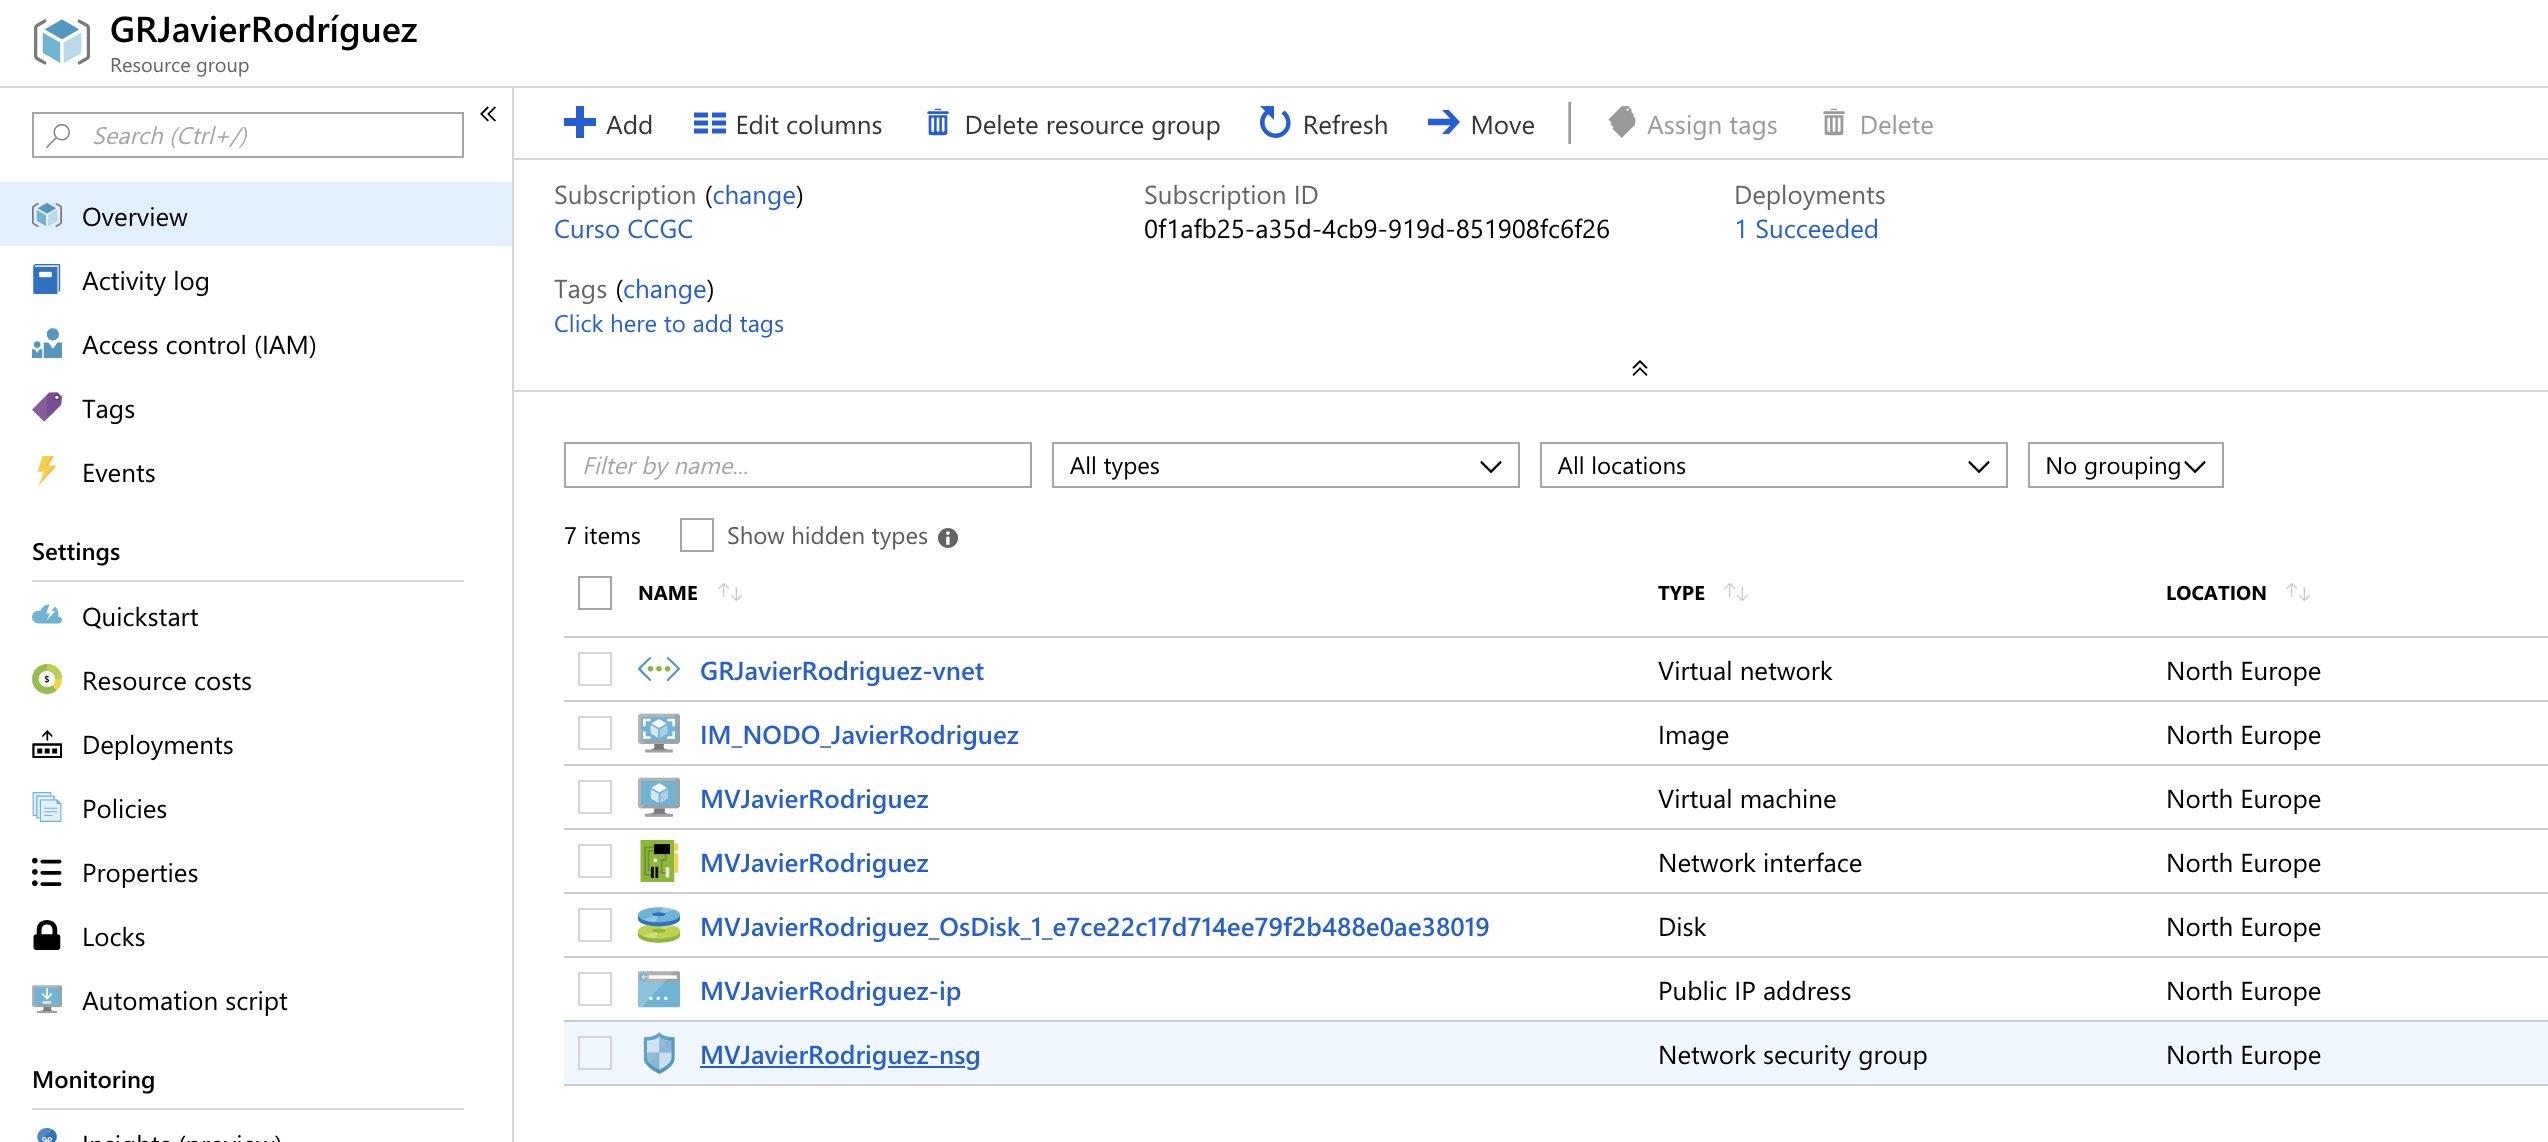 GRJavierRodríguez
Resource group
Search (Ctrl+/)
Overview
Activity log
Access control (IAM)
Tags
Events
Settings
Quickstart
Resource costs
Deployments
Policies
Properties
Locks
Automation script
Monitoring
Insights (preview)
Add Edit columns Delete resource group Refresh Move Assign tags Delete
Subscription (change) Subscription ID Deployments
Curso CCGC 0f1afb25-a35d-4cb9-919d-851908fc6f26 1 Succeeded
Tags (change)
Click here to add tags
Filter by name... All types All locations No grouping
7 items Show hidden types
NAME TYPE LOCATION
GRJavierRodriguez-vnet Virtual network North Europe
IM_NODO_JavierRodriguez Image North Europe
MVJavierRodriguez Virtual machine North Europe
MVJavierRodriguez Network interface North Europe
MVJavierRodriguez_OsDisk_1_e7ce22c17d714ee79f2b488e0ae38019 Disk North Europe
MVJavierRodriguez-ip Public IP address North Europe
MVJavierRodriguez-nsg Network security group North Europe